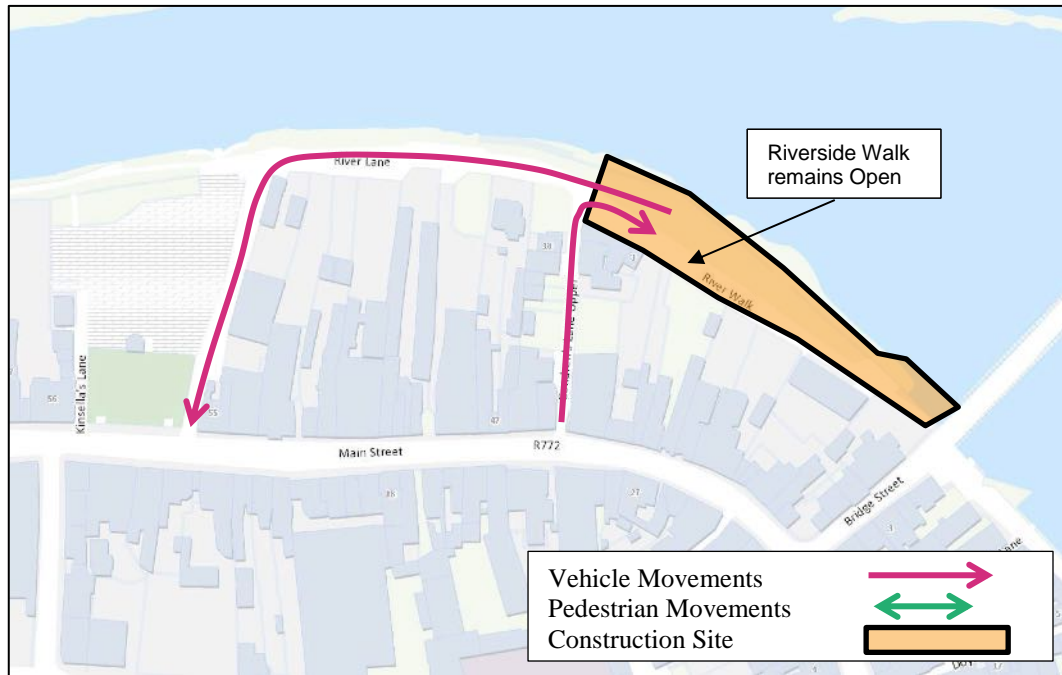 River Lane
Riverside Walk
remains Open
38
River Walk
Kinsella's Lane
56
55
47
Main Street
R772
27
Bridge Street
Vehicle Movements
Pedestrian Movements
Construction Site